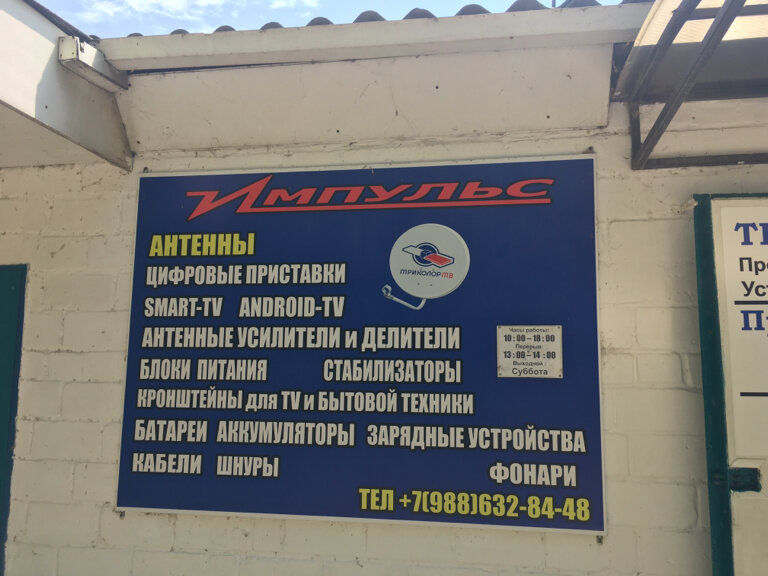 Импульс
АНТЕННЫ
ТРИКОЛОР ТВ
ЦИФРОВЫЕ ПРИСТАВКИ
SMART-TV ANDROID-TV
АНТЕННЫЕ УСИЛИТЕЛИ и ДЕЛИТЕЛИ
БЛОКИ ПИТАНИЯ СТАБИЛИЗАТОРЫ
КРОНШТЕЙНЫ для TV и БЫТОВОЙ ТЕХНИКИ
БАТАРЕИ АККУМУЛЯТОРЫ ЗАРЯДНЫЕ УСТРОЙСТВА
КАБЕЛИ ШНУРЫ ФОНАРИ
ТЕЛ +7(988)632-84-48
Часы работы:
10:00-18:00
Перерыв:
13:00-14:00
Выходной:
Суббота